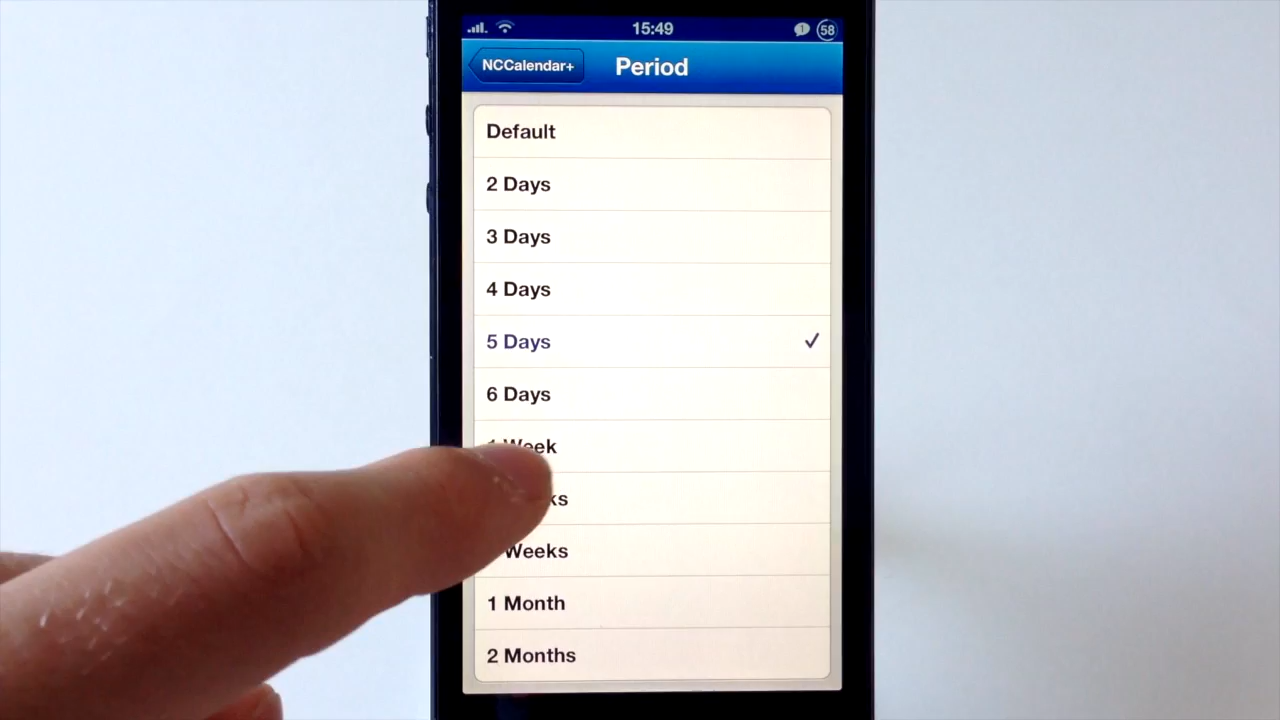 15:49 58
NCCalendar+ Period
Default
2 Days
3 Days
4 Days
5 Days
6 Days
Week
Weeks
1 Month
2 Months